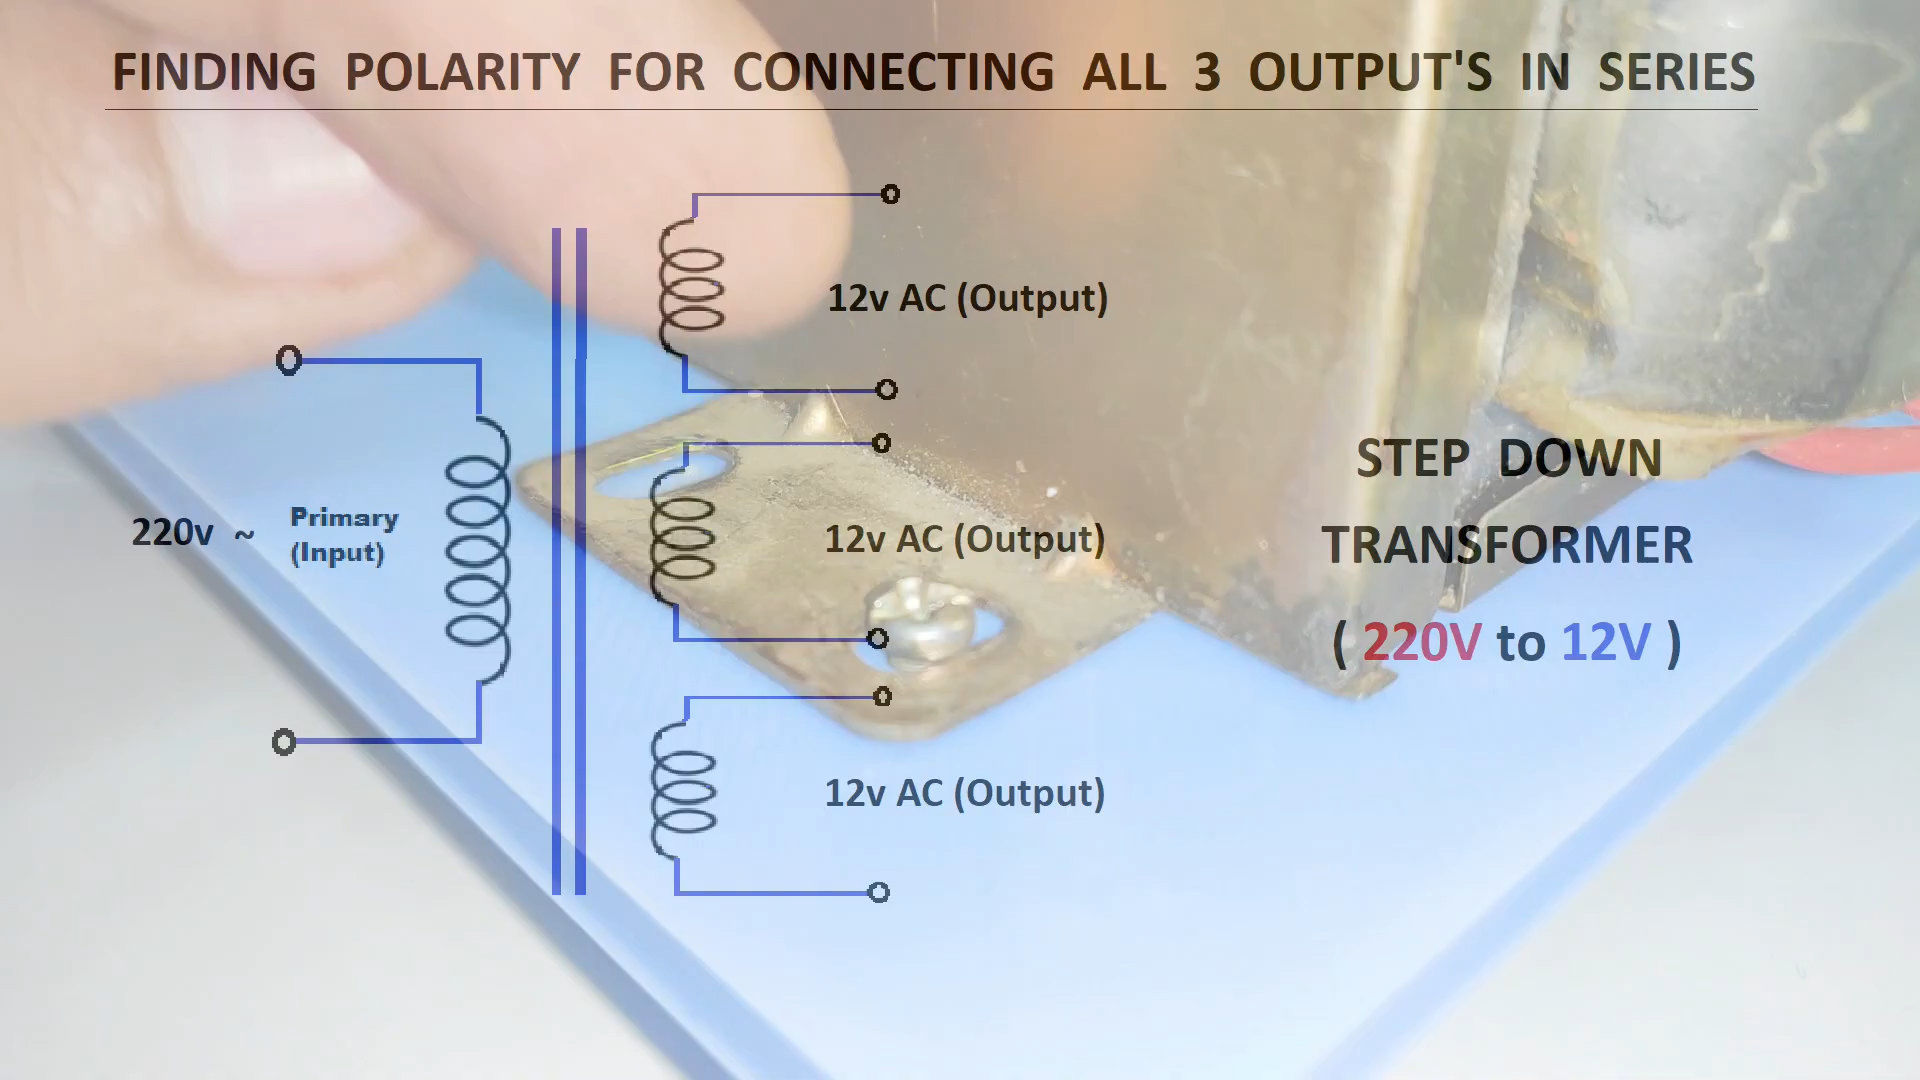 FINDING POLARITY FOR CONNECTING ALL 3 OUTPUT'S IN SERIES
12v AC (Output)
220v ~ Primary
(Input)
12v AC (Output)
12v AC (Output)
STEP DOWN
TRANSFORMER
( 220V to 12V )